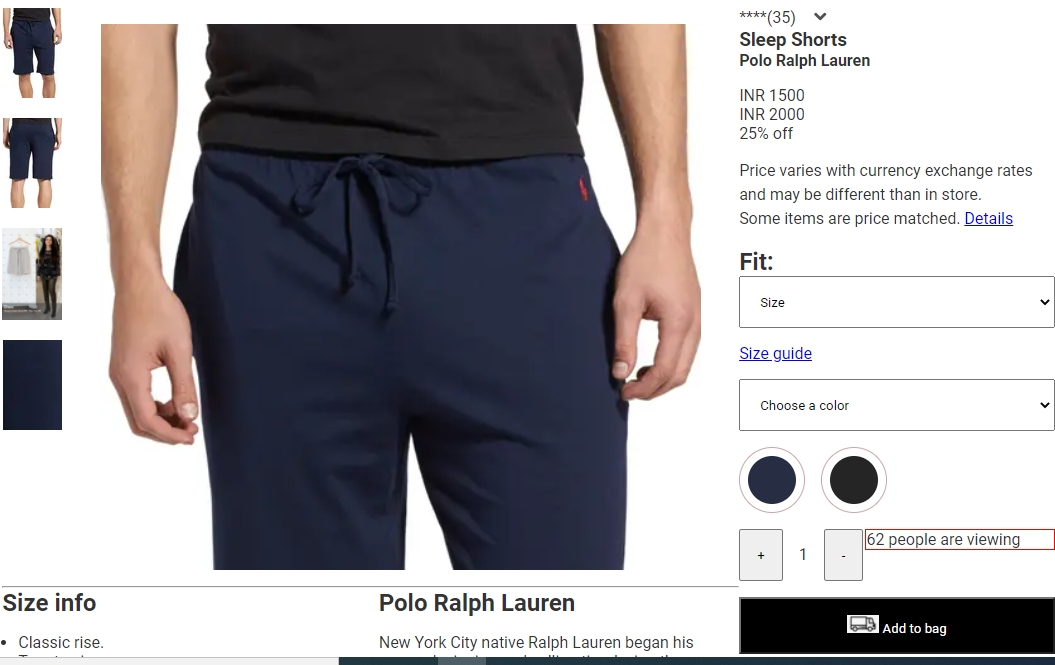 ****(35)
Sleep Shorts
Polo Ralph Lauren
INR 1500
INR 2000
25% off
Price varies with currency exchange rates
and may be different than in store.
Some items are price matched. Details
Fit:
Size
Size guide
Choose a color
+ 1 -
62 people are viewing
Add to bag
Size info
Classic rise.
Polo Ralph Lauren
New York City native Ralph Lauren began his